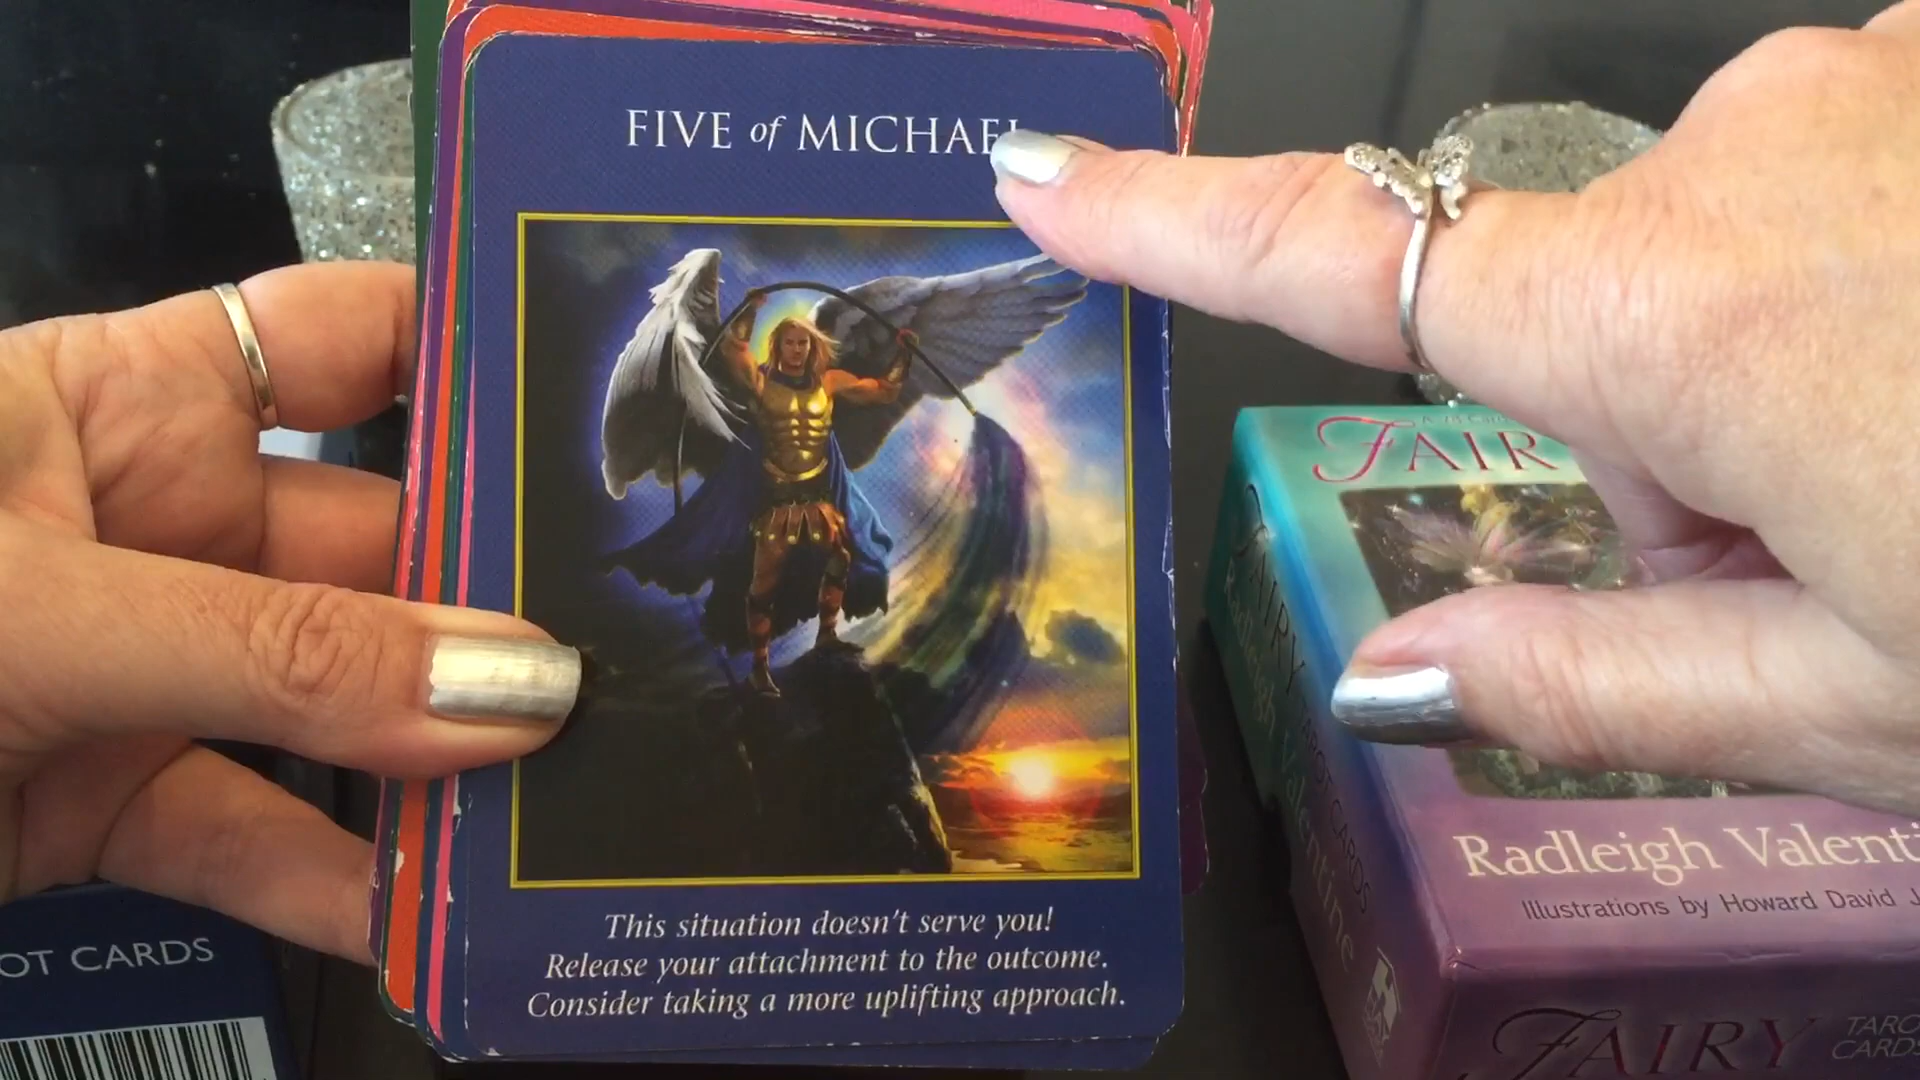 FIVE of MICHAEL
This situation doesn't serve you!
Release your attachment to the outcome.
Consider taking a more uplifting approach.
OT CARDS
FAIR
Radleigh Valenti
Illustrations by Howard David J
FAIRY
TARO
CARDS
FAIRY
TAROT CARDS
Radleigh Valentine